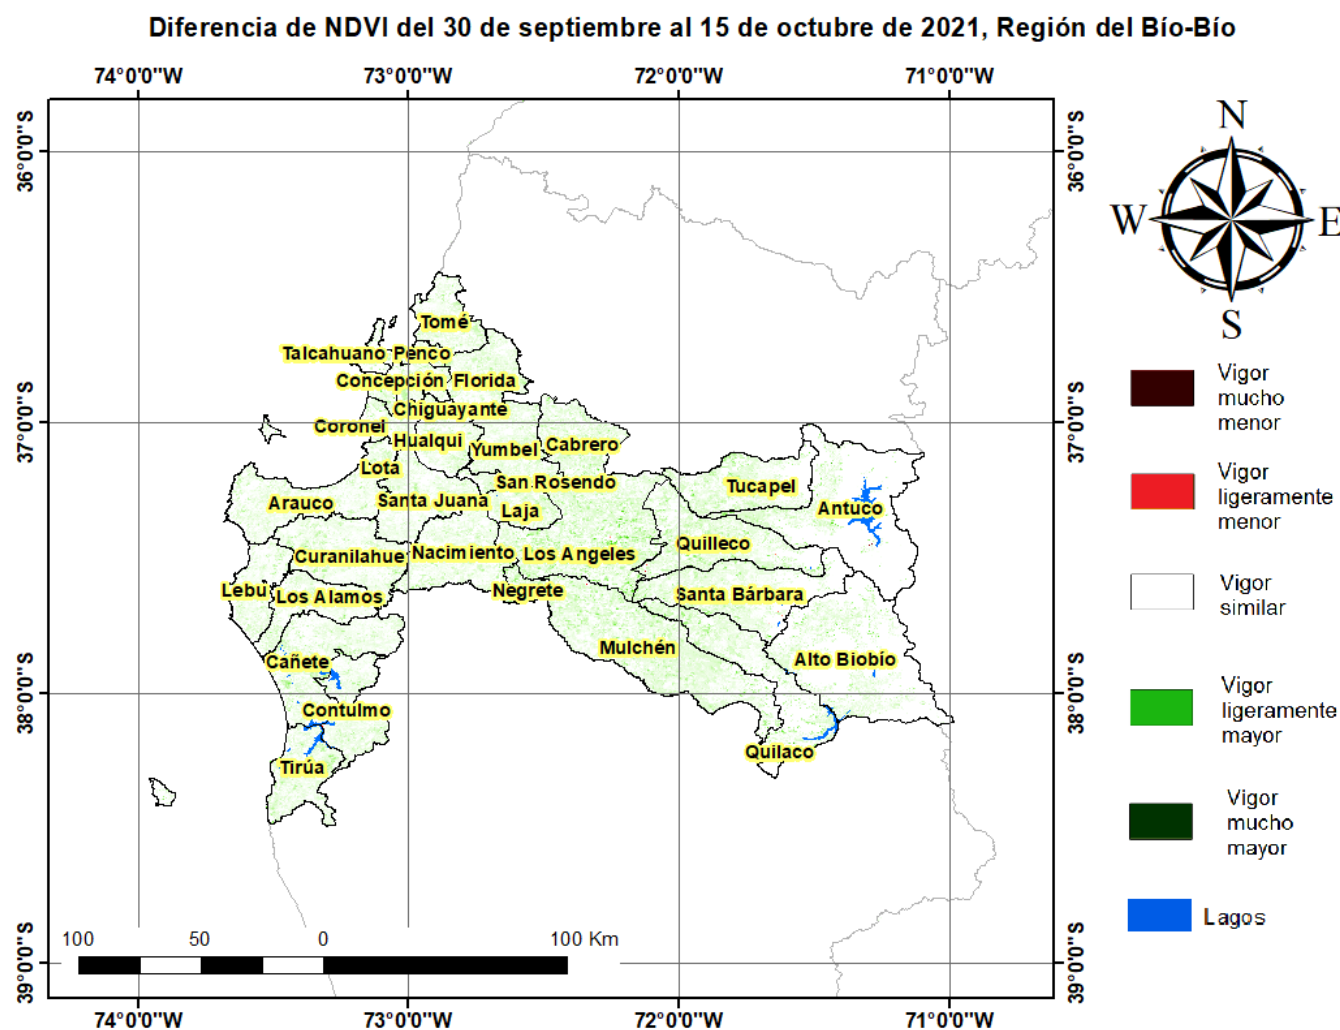 Diferencia de NDVI del 30 de septiembre al 15 de octubre de 2021, Región del Bío-Bío
74°0'0"W 73°0'0"W 72°0'0"W 71°0'0"W
36°0'0"S 36°0'0"S
N
W E
S
Tomé
Talcahuano Penco
Concepción Florida
Chiguayante
37°0'0"S 37°0'0"S
Coronel
Hualqui Yumbel Cabrero
Lota
San Rosendo Tucapel
Arauco Santa Juana Laja Antuco
Curanilahue Nacimiento Los Angeles Quilleco
Lebu Los Alamos Negrete Santa Bárbara
Mulchén Alto Biobío
Cañete
38°0'0"S 38°0'0"S
Contulmo
Quilaco
Tirúa
Vigor
mucho
menor
Vigor
ligeramente
menor
Vigor
similar
Vigor
ligeramente
mayor
Vigor
mucho
mayor
Lagos
100 50 0 100 Km
39°0'0"S 39°0'0"S
74°0'0"W 73°0'0"W 72°0'0"W 71°0'0"W